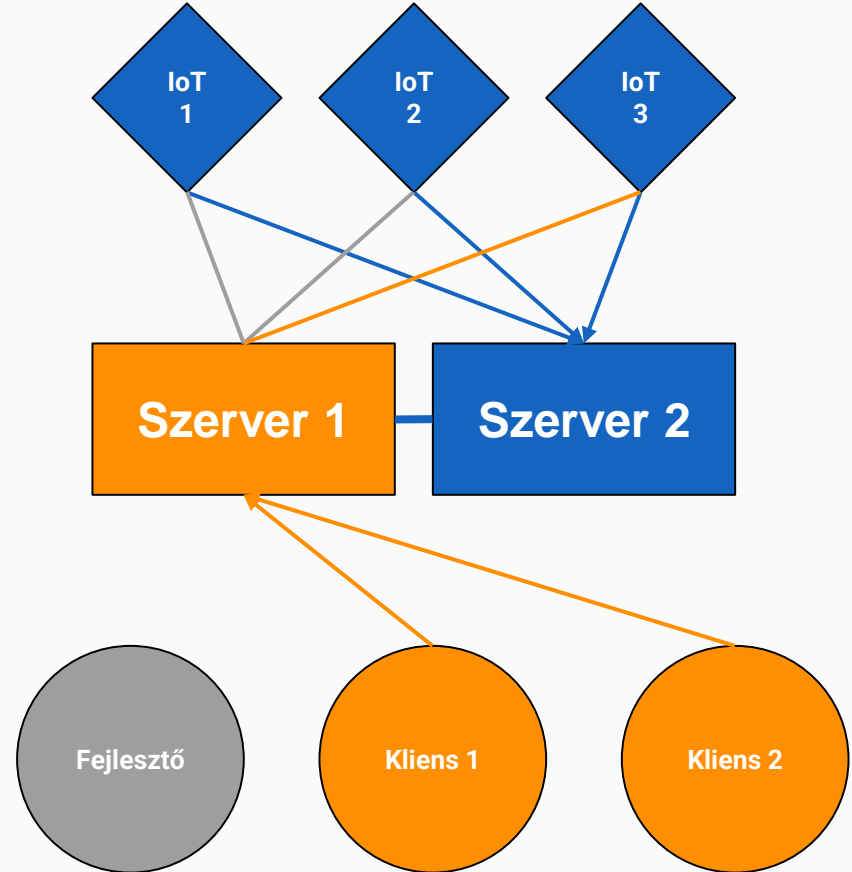 IoT
1
IoT
2
IoT
3
Szerver 1
Szerver 2
Fejlesztő
Kliens 1
Kliens 2